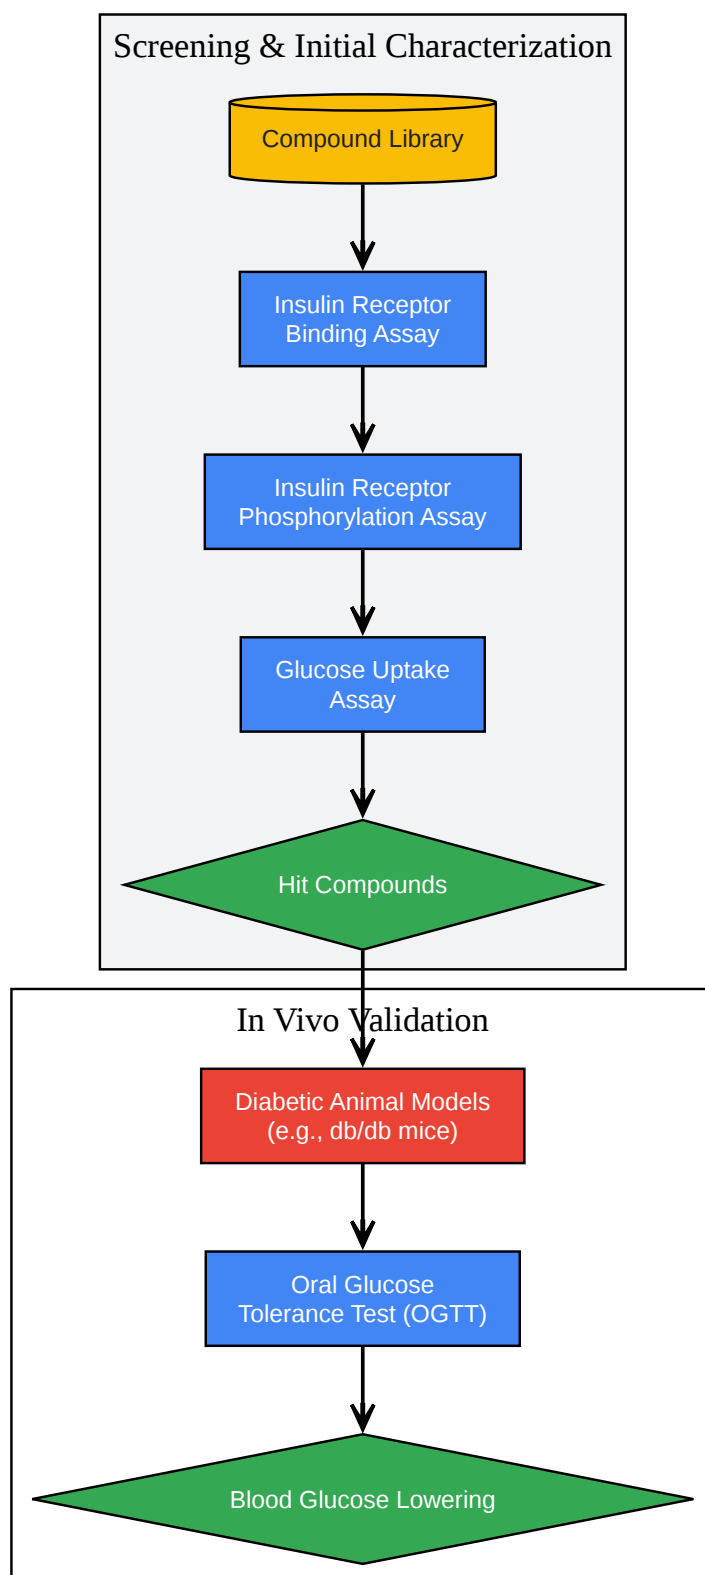 Screening & Initial Characterization
Compound Library
Insulin Receptor
Binding Assay
Insulin Receptor
Phosphorylation Assay
Glucose Uptake
Assay
Hit Compounds
In Vivo Validation
Diabetic Animal Models
(e.g., db/db mice)
Oral Glucose
Tolerance Test (OGTT)
Blood Glucose Lowering